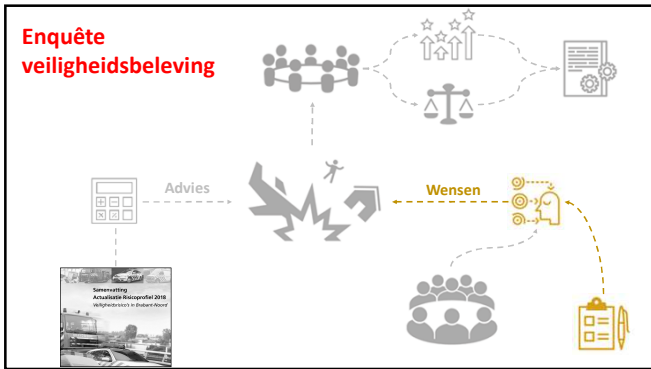 Enquête
veiligheidsbeleving
Advies
Wensen
Samenvatting
Actualisatie Risicoprofiel 2018
Veiligheidsrisico's in Brabant-Noord